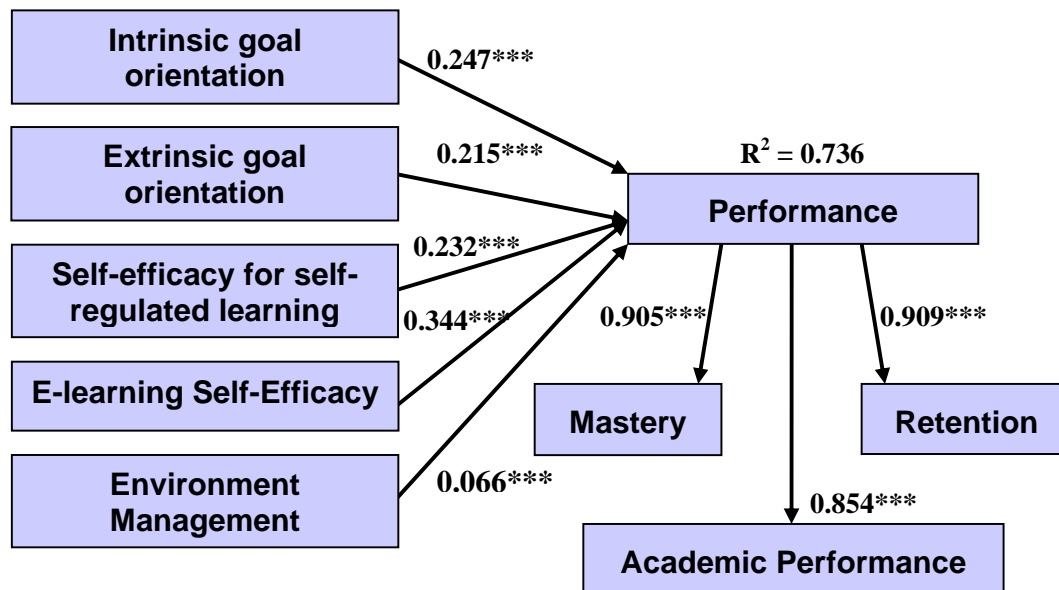 Intrinsic goal
orientation
0.247***
Extrinsic goal
orientation
0.215***
R² = 0.736
Performance
Self-efficacy for self-
regulated learning
0.232***
0.344***
0.905***
0.909***
E-learning Self-Efficacy
Mastery
Retention
Environment
Management
0.066***
0.854***
Academic Performance